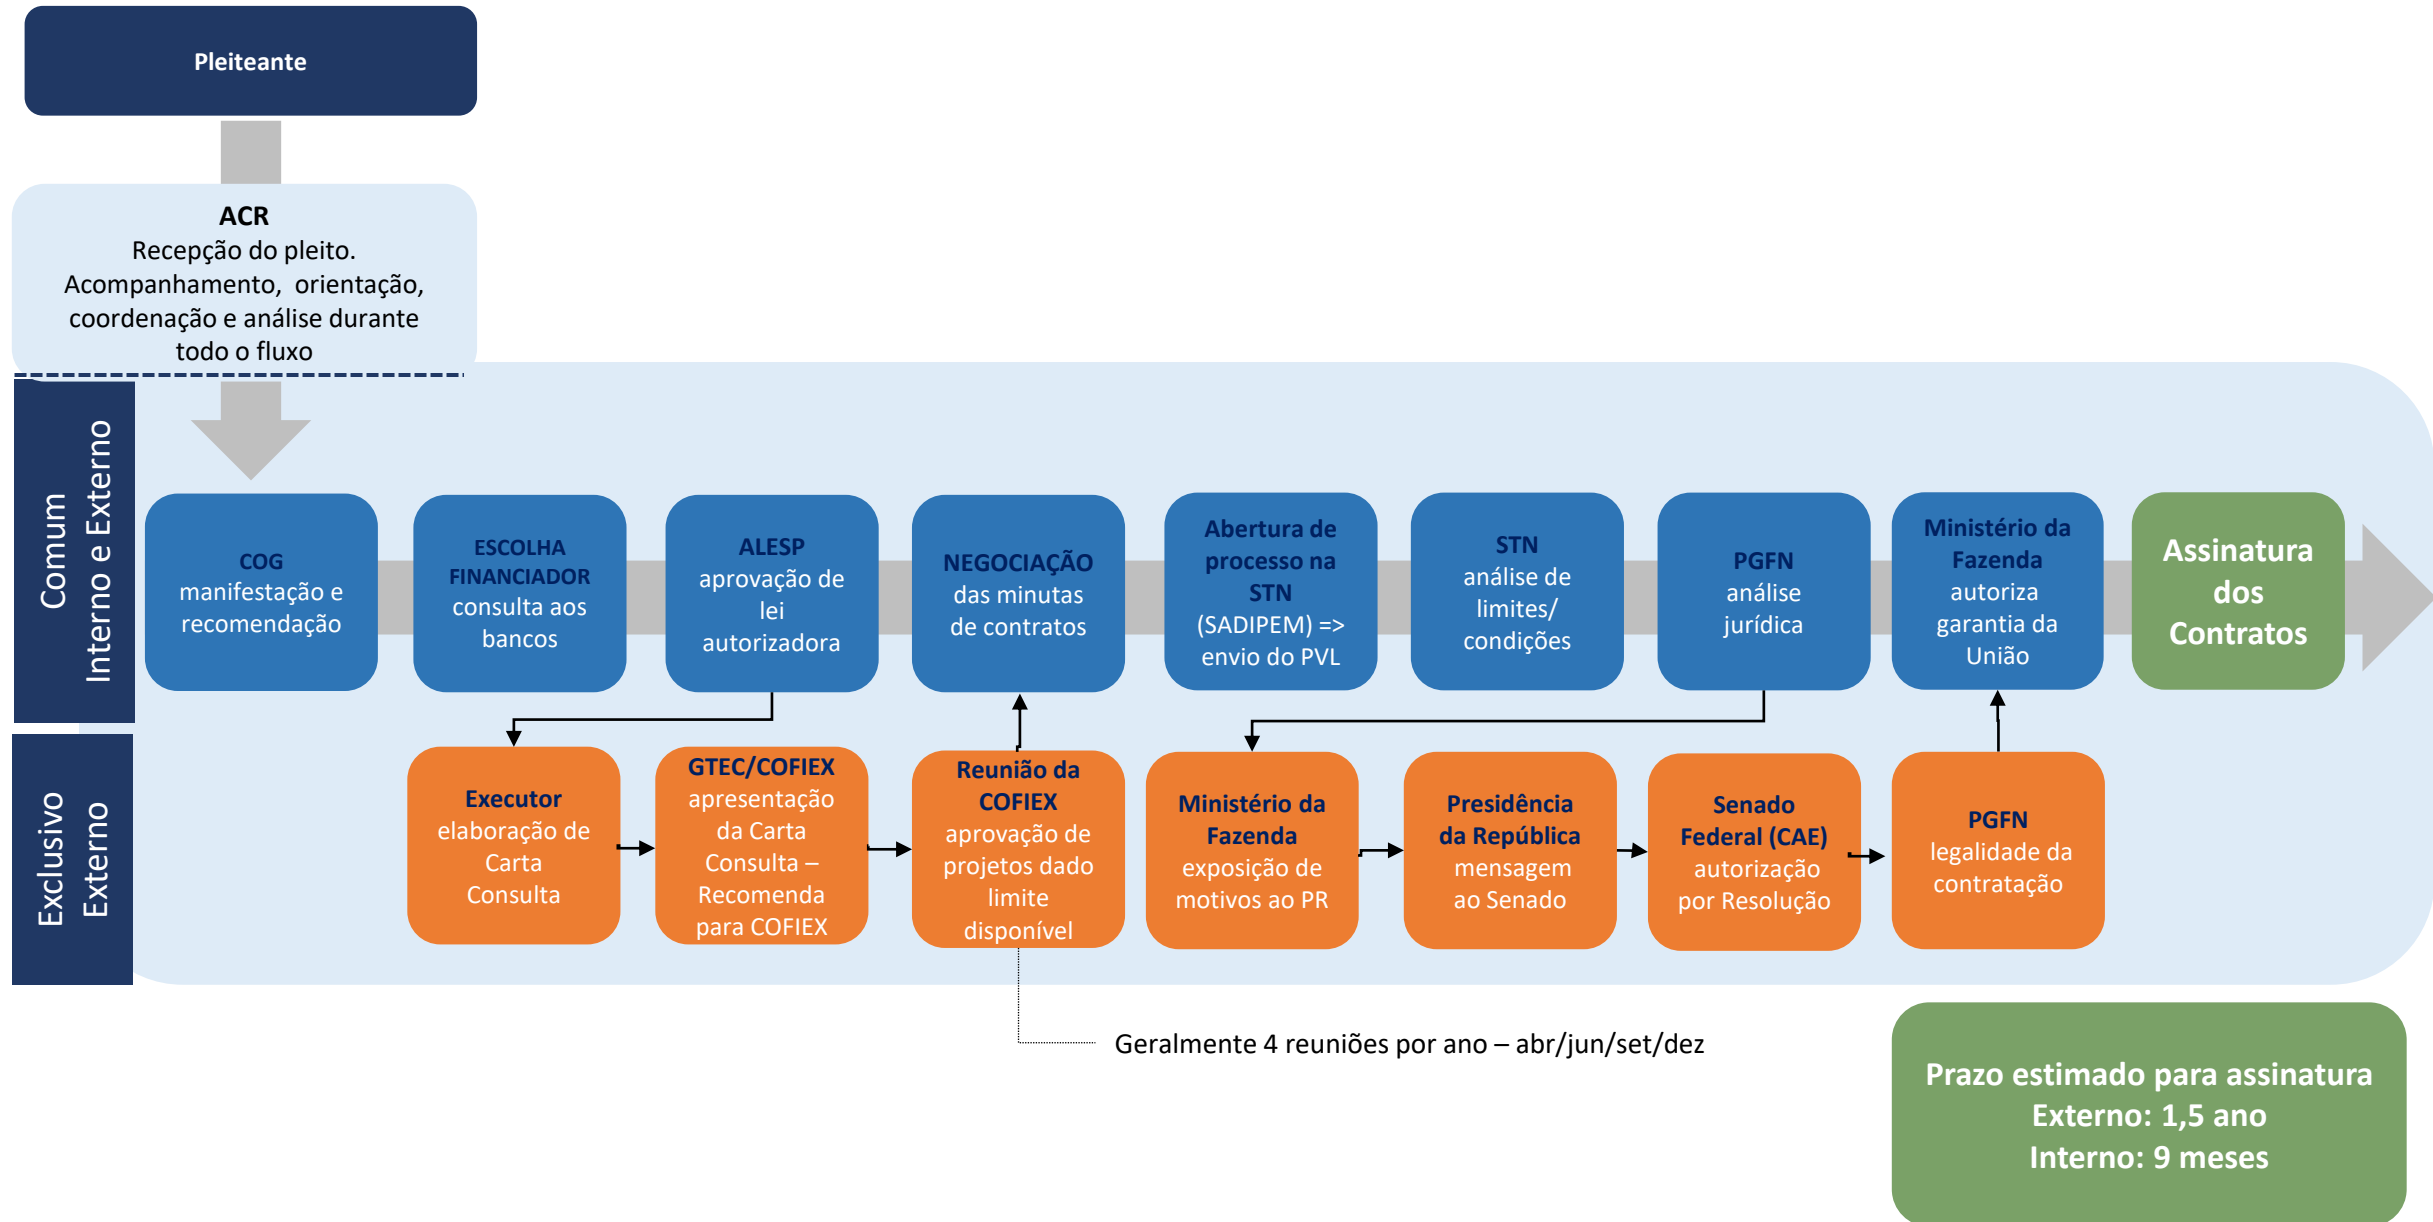 Pleiteante
ACR
Recepção do pleito.
Acompanhamento, orientação,
coordenação e análise durante
todo o fluxo
Comum
Interno e Externo
COG
manifestação e
recomendação
ESCOLHA
FINANCIADOR
consulta aos
bancos
ALESP
aprovação de
lei
autorizadora
NEGOCIAÇÃO
das minutas
de contratos
Abertura de
processo na
STN
(SADIPEM) =>
envio do PVL
STN
análise de
limites/
condições
PGFN
análise
jurídica
Ministério da
Fazenda
autoriza
garantia da
União
Assinatura
dos
Contratos
Exclusivo
Externo
Executor
elaboração de
Carta
Consulta
GTEC/COFIEX
apresentação
da Carta
Consulta –
Recomenda
para COFIEX
Reunião da
COFIEX
aprovação de
projetos dado
limite
disponível
Ministério da
Fazenda
exposição de
motivos ao PR
Presidência
da República
mensagem
ao Senado
Senado
Federal (CAE)
autorização
por Resolução
PGFN
legalidade da
contratação
Geralmente 4 reuniões por ano – abr/jun/set/dez
Prazo estimado para assinatura
Externo: 1,5 ano
Interno: 9 meses